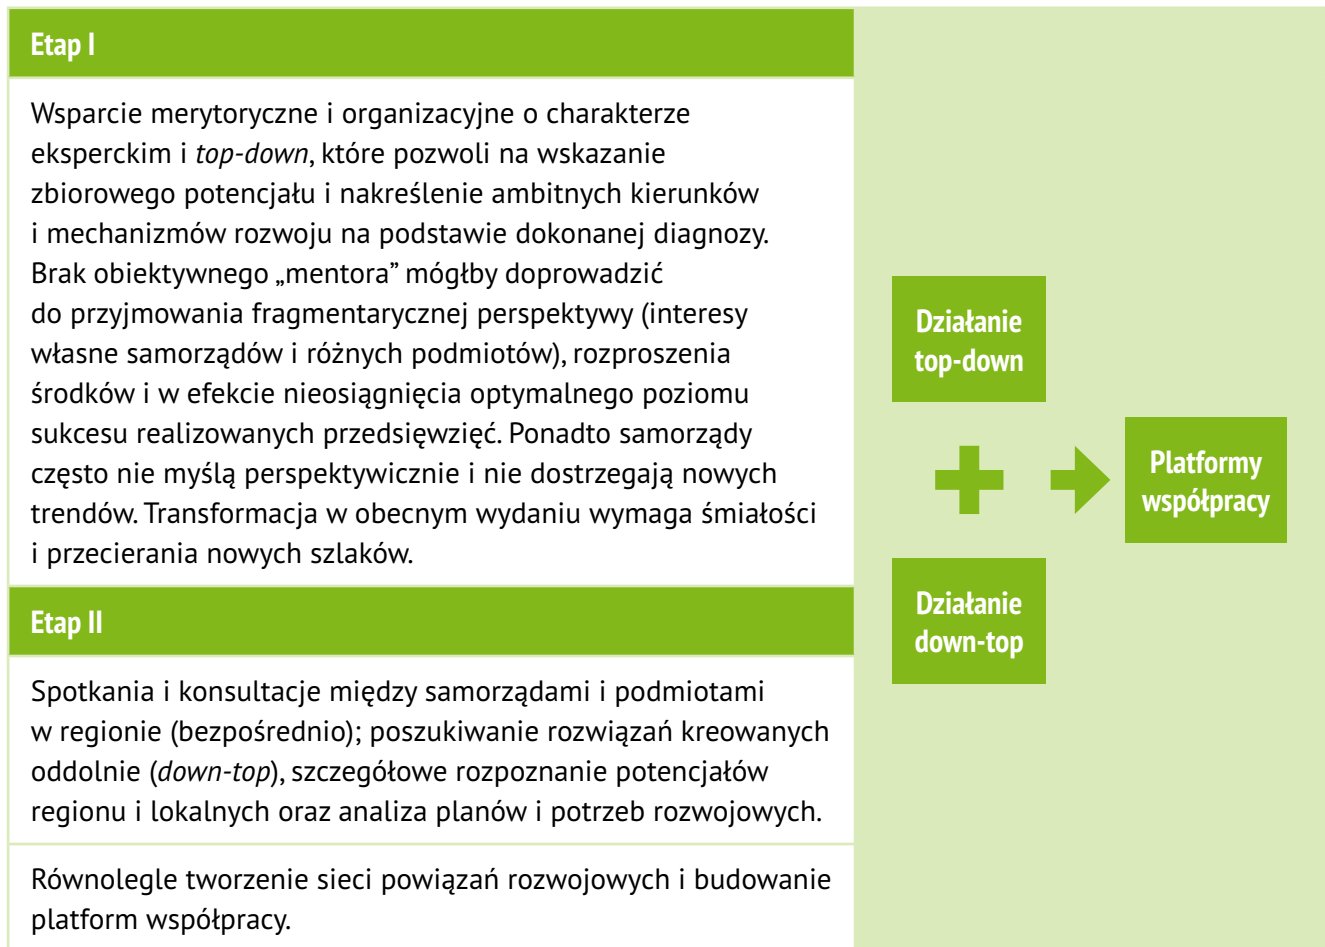 Etap I
Wsparcie merytoryczne i organizacyjne o charakterze
eksperckim i top-down, które pozwoli na wskazanie
zbiorowego potencjału i nakreślenie ambitnych kierunków
i mechanizmów rozwoju na podstawie dokonanej diagnozy.
Brak obiektywnego „mentora” mógłby doprowadzić
do przyjmowania fragmentarycznej perspektywy (interesy
własne samorządów i różnych podmiotów), rozproszenia
środków i w efekcie nieosiągnięcia optymalnego poziomu
sukcesu realizowanych przedsięwzięć. Ponadto samorządy
często nie myślą perspektywicznie i nie dostrzegają nowych
trendów. Transformacja w obecnym wydaniu wymaga śmiałości
i przecierania nowych szlaków.
Etap II
Spotkania i konsultacje między samorządami i podmiotami
w regionie (bezpośrednio); poszukiwanie rozwiązań kreowanych
oddolnie (down-top), szczegółowe rozpoznanie potencjałów
regionu i lokalnych oraz analiza planów i potrzeb rozwojowych.
Równolegle tworzenie sieci powiązań rozwojowych i budowanie
platform współpracy.
Działanie
top-down
Działanie
down-top
Platformy
współpracy